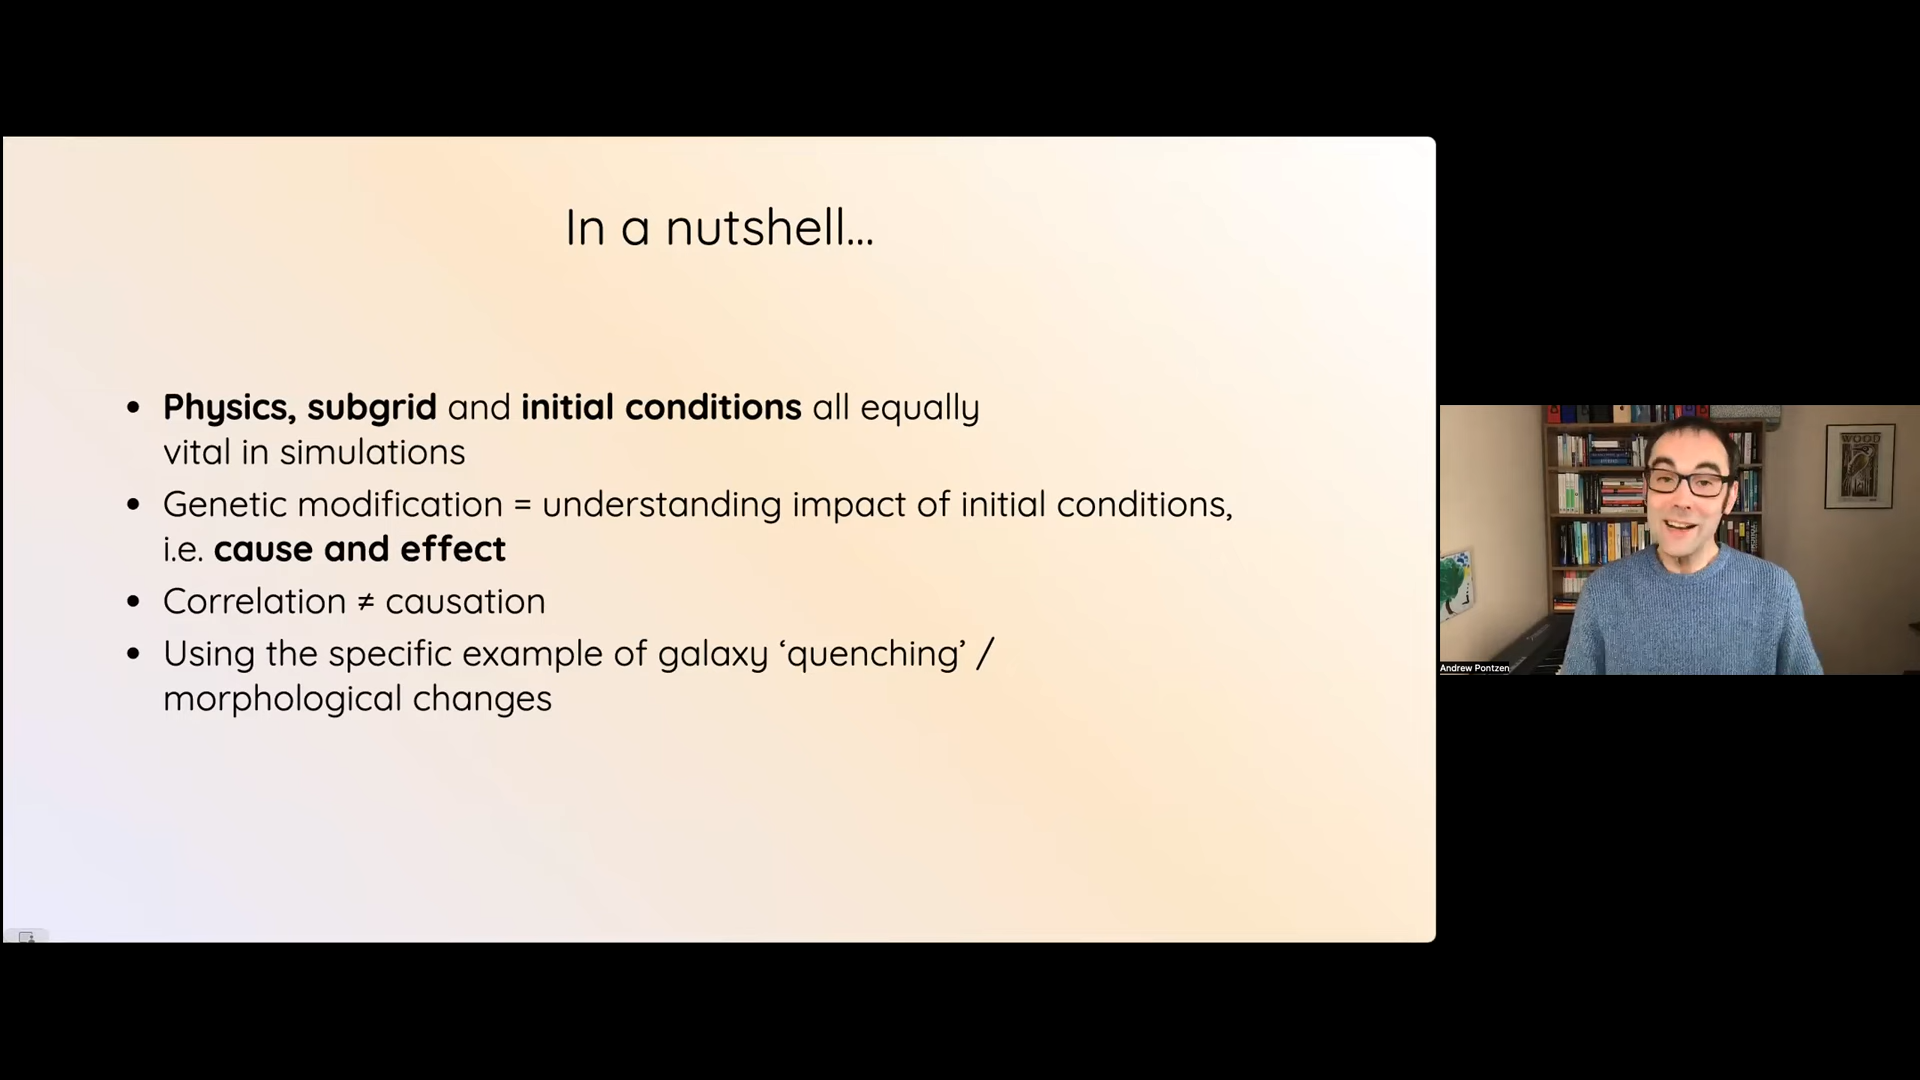 In a nutshell...
• Physics, subgrid and initial conditions all equally
vital in simulations
• Genetic modification = understanding impact of initial conditions,
i.e. cause and effect
• Correlation ≠ causation
• Using the specific example of galaxy ‘quenching’ /
morphological changes
WOOD
Andrew Pontzen